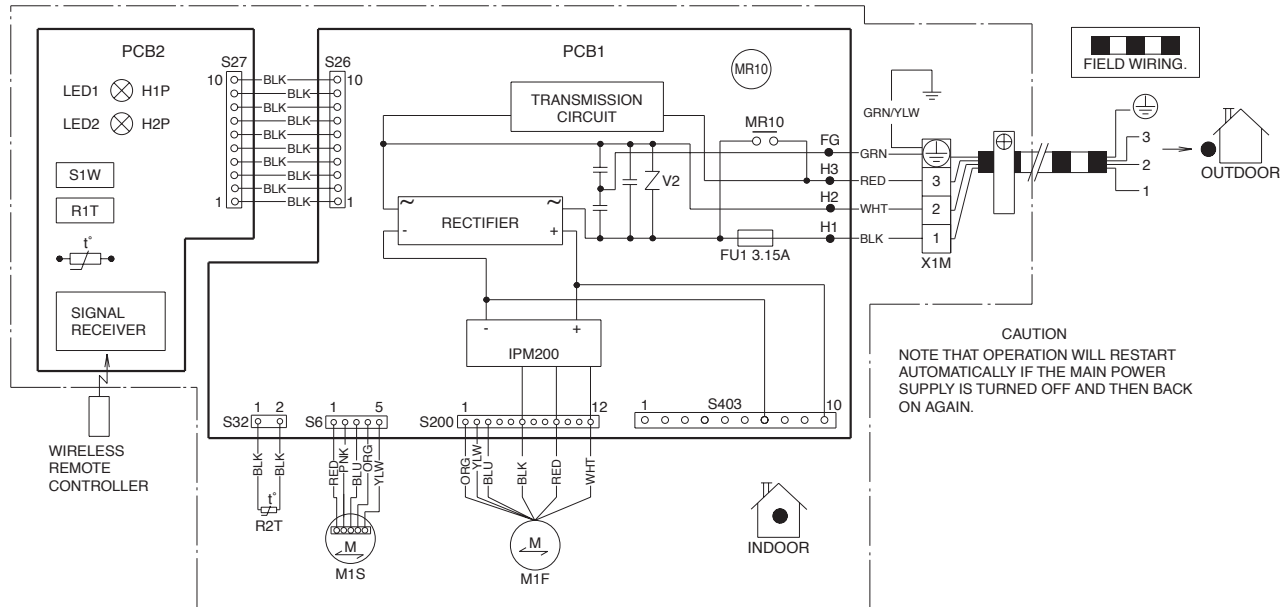 PCB2
PCB1
MR10
FIELD WIRING.
S27
S26
10
BLK
10
BLK
BLK
BLK
BLK
BLK
BLK
BLK
BLK
BLK
1
1
LED1
H1P
LED2
H2P
S1W
R1T
t°
SIGNAL
RECEIVER
WIRELESS
REMOTE
CONTROLLER
TRANSMISSION
CIRCUIT
MR10
V2
~
RECTIFIER
~
-
+
FU1 3.15A
FG
GRN
H3
RED
3
H2
WHT
2
H1
BLK
1
X1M
GRN/YLW
3
2
1
OUTDOOR
-
+
IPM200
CAUTION
NOTE THAT OPERATION WILL RESTART
AUTOMATICALLY IF THE MAIN POWER
SUPPLY IS TURNED OFF AND THEN BACK
ON AGAIN.
S32
1
2
S6
1
5
S200
1
12
1
S403
10
BLK
BLK
RED
PNK
BLU
ORG
YLW
ORG
YLW
BLU
BLK
RED
WHT
t°
R2T
M
M1S
M
M1F
INDOOR